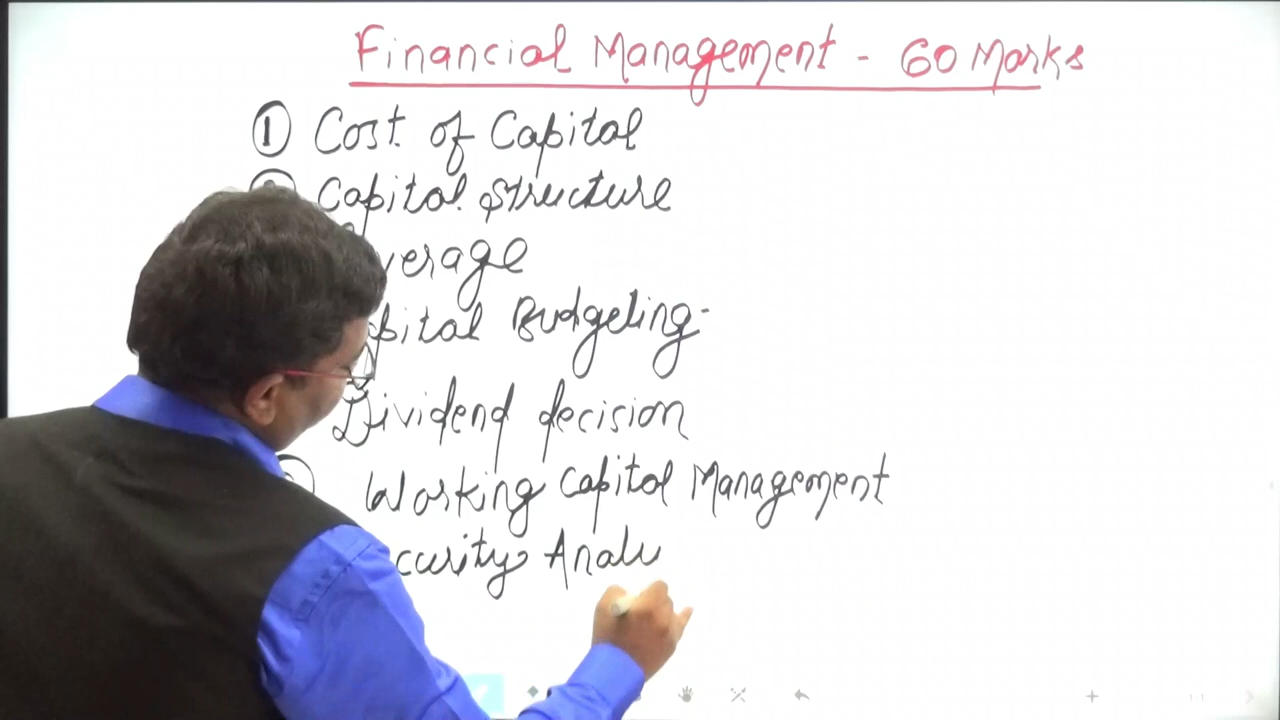 Financial Management - 60 Marks
① Cost of Capital
Capital Structure
verage
pital Budgeting
Dividend decision
Working Capital Management
curity Analy